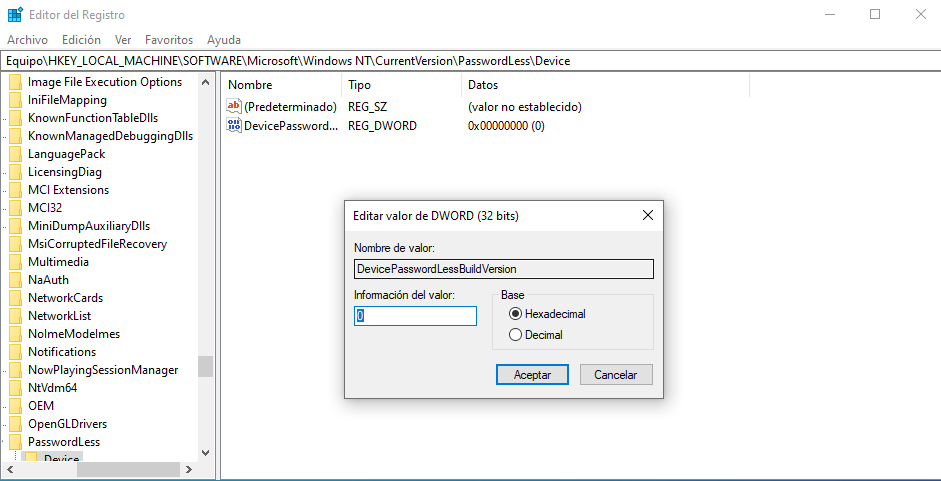 Editor del Registro
Archivo Edición Ver Favoritos Ayuda
Equipo\HKEY_LOCAL_MACHINE\SOFTWARE\Microsoft\Windows NT\CurrentVersion\PasswordLess\Device
Image File Execution Options
IniFileMapping
KnownFunctionTableDlls
KnownManagedDebuggingDlls
LanguagePack
LicensingDiag
MCI Extensions
MCI32
MiniDumpAuxiliaryDlls
MsiCorruptedFileRecovery
Multimedia
NaAuth
NetworkCards
NetworkList
NoImeModeImes
Notifications
NowPlayingSessionManager
NtVdm64
OEM
OpenGLDrivers
PasswordLess
Device
Nombre Tipo Datos
ab (Predeterminado) REG_SZ (valor no establecido)
DevicePassword... REG_DWORD 0x00000000 (0)
Editar valor de DWORD (32 bits)
Nombre de valor:
DevicePasswordLessBuildVersion
Información del valor:
0
Base
Hexadecimal
Decimal
Aceptar Cancelar